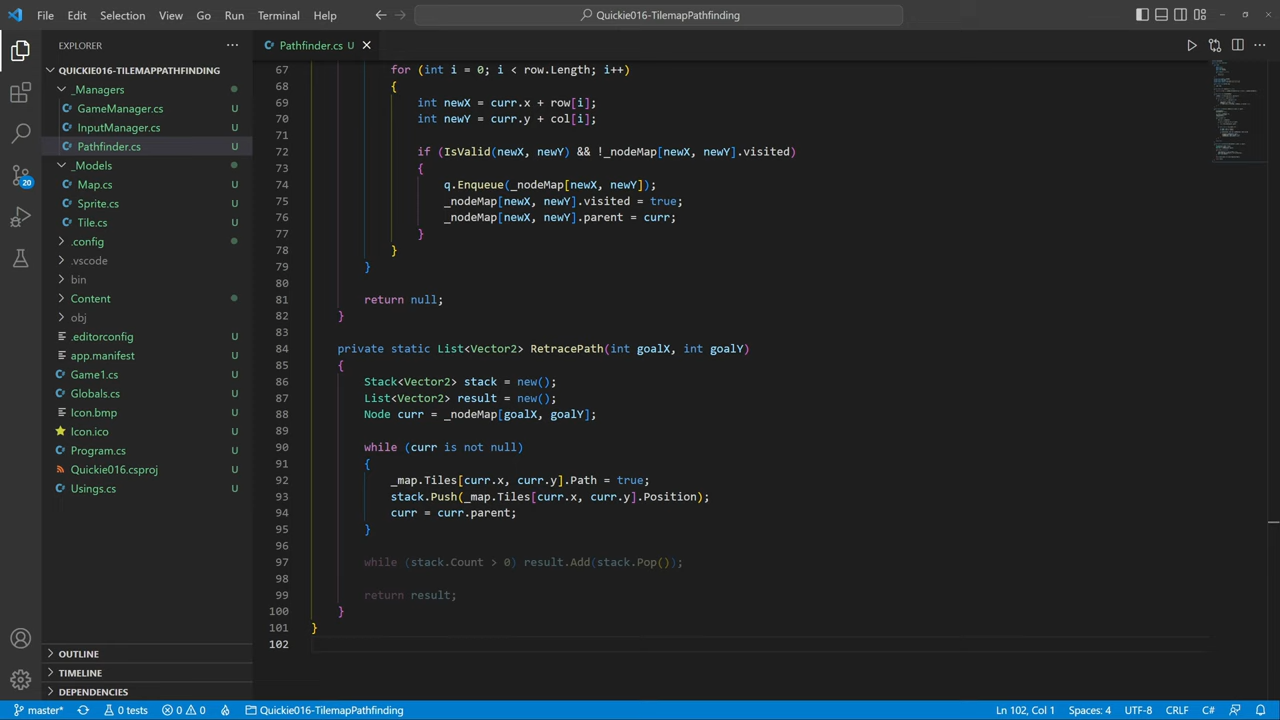 File Edit Selection View Go Run Terminal Help
Quickie016-TilemapPathfinding
EXPLORER
QUICKIE016-TILEMAPPATHFINDING
_Managers
GameManager.cs U
InputManager.cs U
Pathfinder.cs U
_Models
Map.cs U
Sprite.cs U
Tile.cs U
.config
.vscode
bin
Content
obj
.editorconfig U
app.manifest U
Game1.cs U
Globals.cs U
Icon.bmp U
Icon.ico U
Program.cs U
Quickie016.csproj U
Usings.cs U
OUTLINE
TIMELINE
DEPENDENCIES
20
Pathfinder.cs U
67 for (int i = 0; i < row.Length; i++)
68 {
69 int newX = curr.x + row[i];
70 int newY = curr.y + col[i];
71
72 if (IsValid(newX, newY) && !_nodeMap[newX, newY].visited)
73 {
74 q.Enqueue(_nodeMap[newX, newY]);
75 _nodeMap[newX, newY].visited = true;
76 _nodeMap[newX, newY].parent = curr;
77 }
78 }
79 }
80
81 return null;
82 }
83
84 private static List<Vector2> RetracePath(int goalX, int goalY)
85 {
86 Stack<Vector2> stack = new();
87 List<Vector2> result = new();
88 Node curr = _nodeMap[goalX, goalY];
89
90 while (curr is not null)
91 {
92 _map.Tiles[curr.x, curr.y].Path = true;
93 stack.Push(_map.Tiles[curr.x, curr.y].Position);
94 curr = curr.parent;
95 }
96
97 while (stack.Count > 0) result.Add(stack.Pop());
98
99 return result;
100 }
101 }
102
master* 0 tests 0 0 Quickie016-TilemapPathfinding Ln 102, Col 1 Spaces: 4 UTF-8 CRLF C#